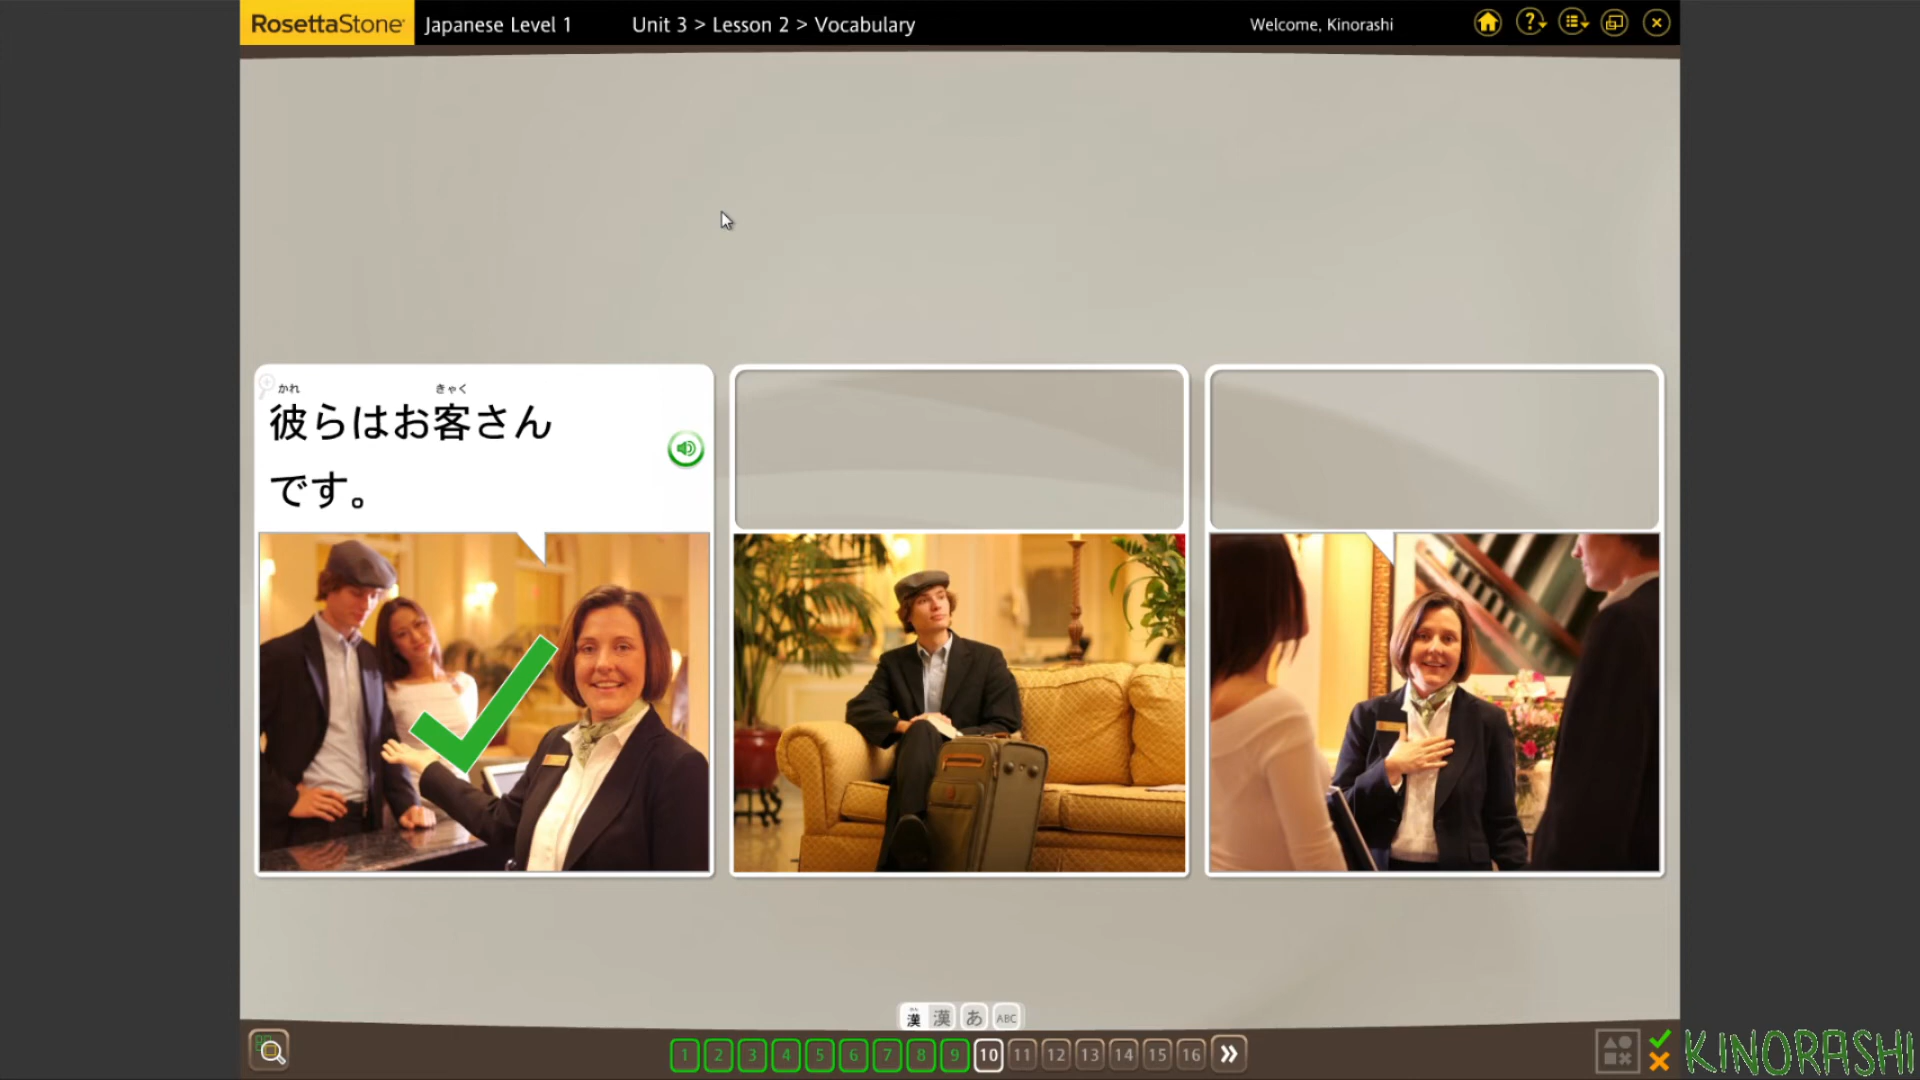 RosettaStone
Japanese Level 1
Unit 3 > Lesson 2 > Vocabulary
Welcome, Kinorashi
かれ きゃく
彼らはお客さん
です。
漢 漢 あ ABC
1 2 3 4 5 6 7 8 9 10 11 12 13 14 15 16
KINORASHI